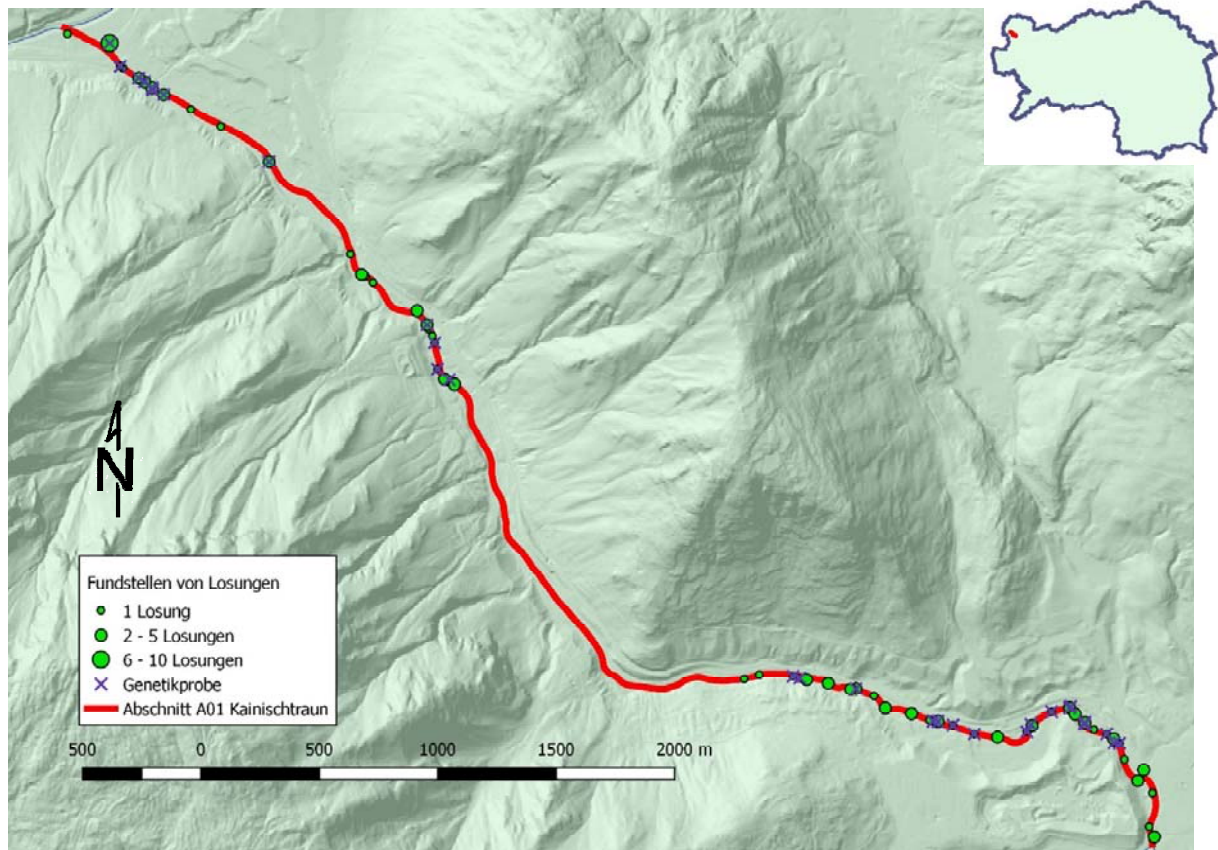 N
Fundstellen von Losungen
1 Losung
2 - 5 Losungen
6 - 10 Losungen
Genetikprobe
Abschnitt A01 Kainischtraun
500 0 500 1000 1500 2000 m